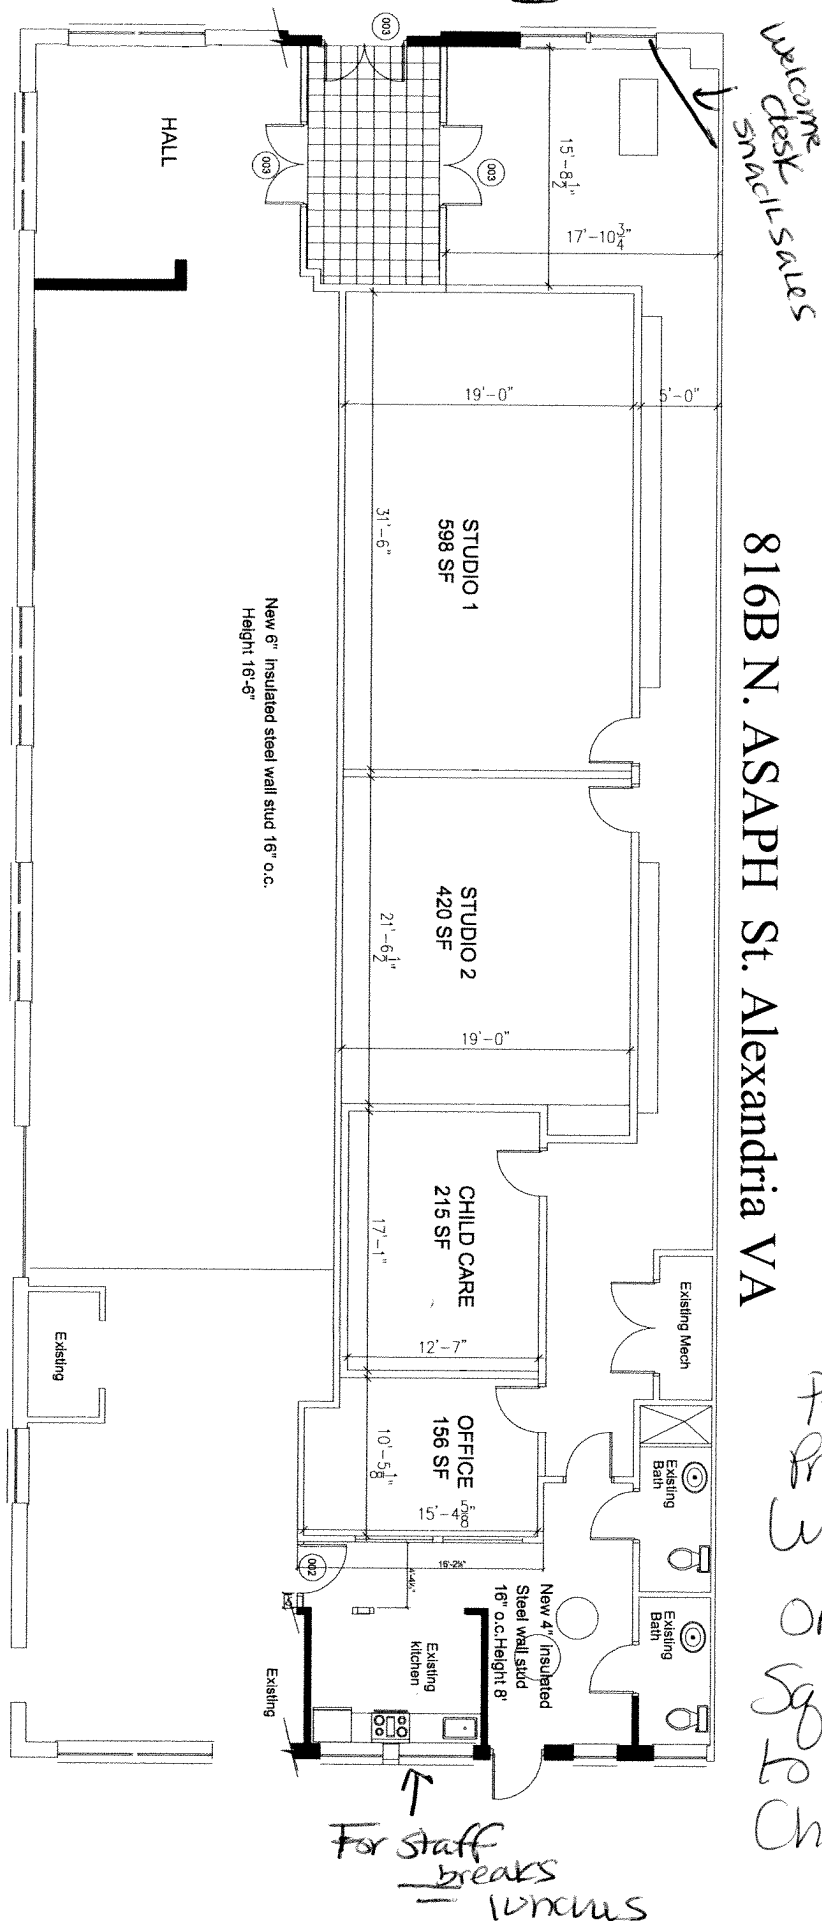 Welcome
desk
snack sales
816B N. ASAPH St. Alexandria VA
HALL
003
003
003
15'-8 1/2"
17'-10 3/4
19'-0"
5'-0"
31'-6"
STUDIO 1
598 SF
New 6" insulated steel wall stud 16" o.c.
Height 16'-6"
STUDIO 2
420 SF
21'-6 1/2"
19'-0"
CHILD CARE
215 SF
17'-1"
12'-7"
Existing Mech
Existing
OFFICE
156 SF
10'-5 1/8"
15'-4 5/8"
Existing
Bath
Existing
Bath
002
16'-2 1/8"
New 4" insulated
Steel wall stud
16" o.c.Height 8'
Existing
kitchen
Existing
For staff
breaks
lunches
3
Sq
Ch